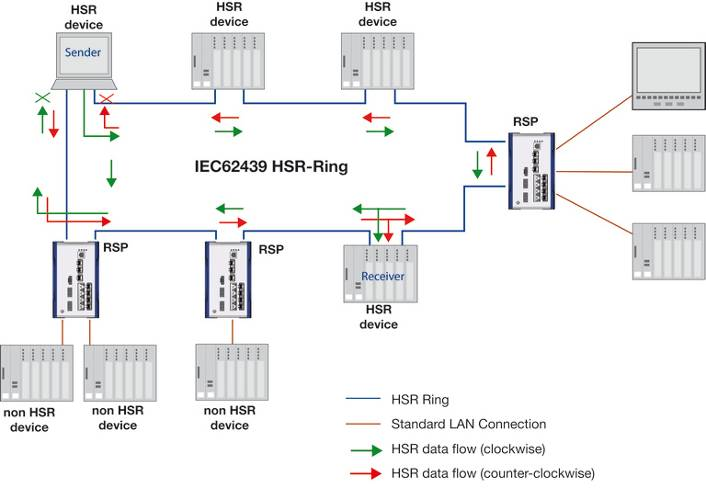 HSR
device
HSR
device
HSR
device
Sender
RSP
IEC62439 HSR-Ring
RSP
RSP
Receiver
HSR
device
non HSR
device
non HSR
device
non HSR
device
HSR Ring
Standard LAN Connection
HSR data flow (clockwise)
HSR data flow (counter-clockwise)